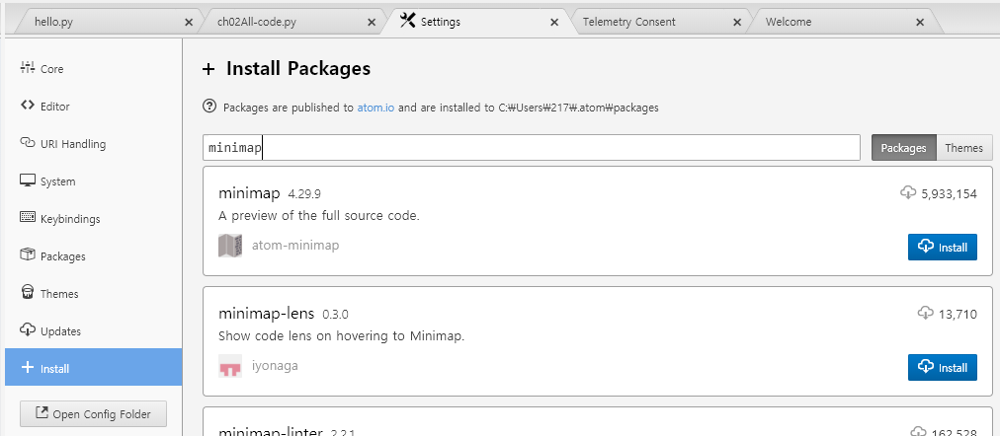 hello.py
ch02All-code.py
Settings
Telemetry Consent
Welcome
Core
Editor
URI Handling
System
Keybindings
Packages
Themes
Updates
Install
Open Config Folder
Install Packages
Packages are published to atom.io and are installed to C:₩Users₩217₩.atom₩packages
minimap
Packages Themes
minimap 4.29.9 5,933,154
A preview of the full source code.
atom-minimap Install
minimap-lens 0.3.0 13,710
Show code lens on hovering to Minimap.
iyonaga Install
minimap-linter 2.2.1 162,528